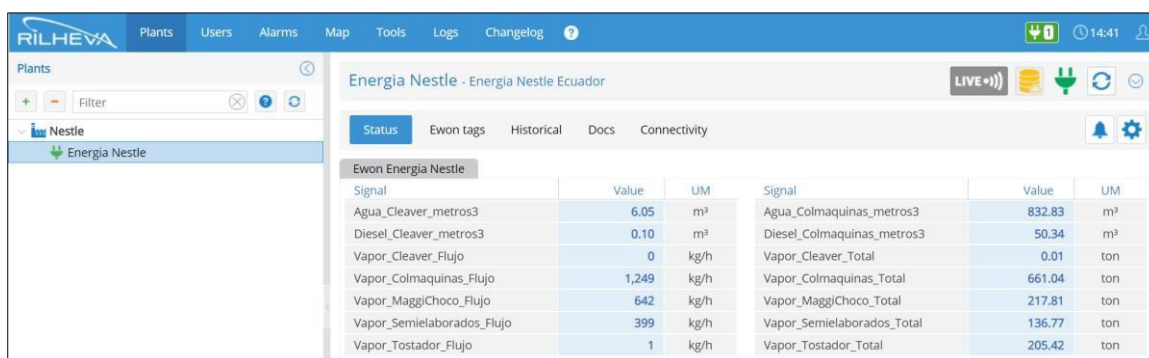 RILHEVA Plants Users Alarms Map Tools Logs Changelog ? 1 14:41
Plants
Energia Nestle - Energia Nestle Ecuador LIVE
+ - Filter ?
Nestle
Energia Nestle
Status Ewon tags Historical Docs Connectivity
Ewon Energia Nestle
Signal Value UM Signal Value UM
Agua_Cleaver_metros3 6.05 m³ Agua_Colmaquinas_metros3 832.83 m³
Diesel_Cleaver_metros3 0.10 m³ Diesel_Colmaquinas_metros3 50.34 m³
Vapor_Cleaver_Flujo 0 kg/h Vapor_Cleaver_Total 0.01 ton
Vapor_Colmaquinas_Flujo 1,249 kg/h Vapor_Colmaquinas_Total 661.04 ton
Vapor_MaggiChoco_Flujo 642 kg/h Vapor_MaggiChoco_Total 217.81 ton
Vapor_Semielaborados_Flujo 399 kg/h Vapor_Semielaborados_Total 136.77 ton
Vapor_Tostador_Flujo 1 kg/h Vapor_Tostador_Total 205.42 ton